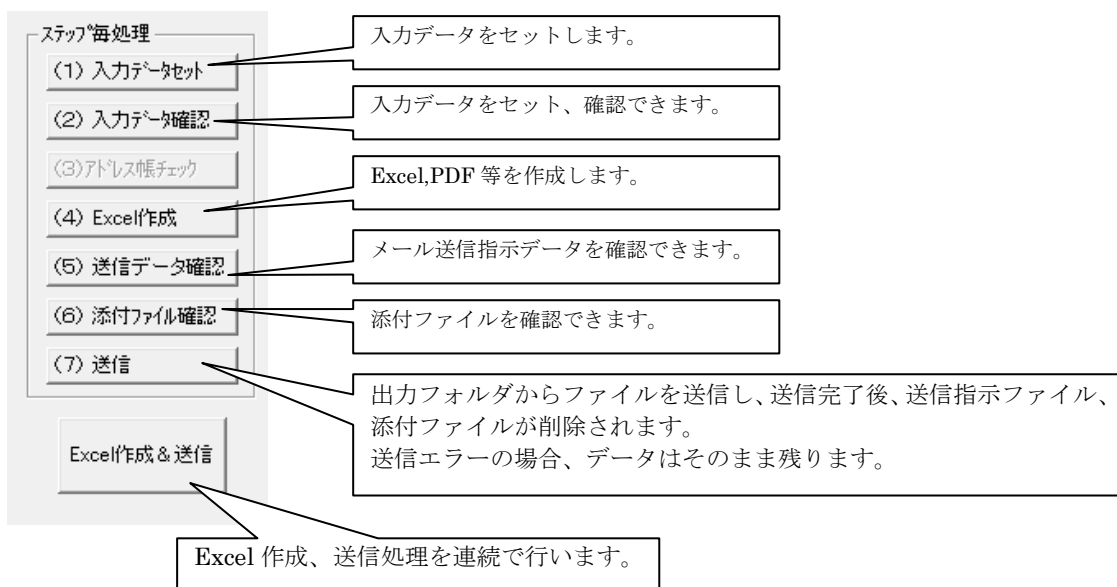 ｽﾃｯﾌﾟ毎処理
(1) 入力ﾃﾞｰﾀｾｯﾄ
入力データをセットします。
(2) 入力ﾃﾞｰﾀ確認
入力データをセット、確認できます。
(3)ｱﾄﾞﾚｽ帳ﾁｪｯｸ
(4) Excel作成
Excel,PDF 等を作成します。
(5) 送信データ確認
メール送信指示データを確認できます。
(6) 添付ﾌｧｲﾙ確認
添付ファイルを確認できます。
(7) 送信
出力フォルダからファイルを送信し、送信完了後、送信指示ファイル、
添付ファイルが削除されます。
送信エラーの場合、データはそのまま残ります。
Excel作成＆送信
Excel 作成、送信処理を連続で行います。